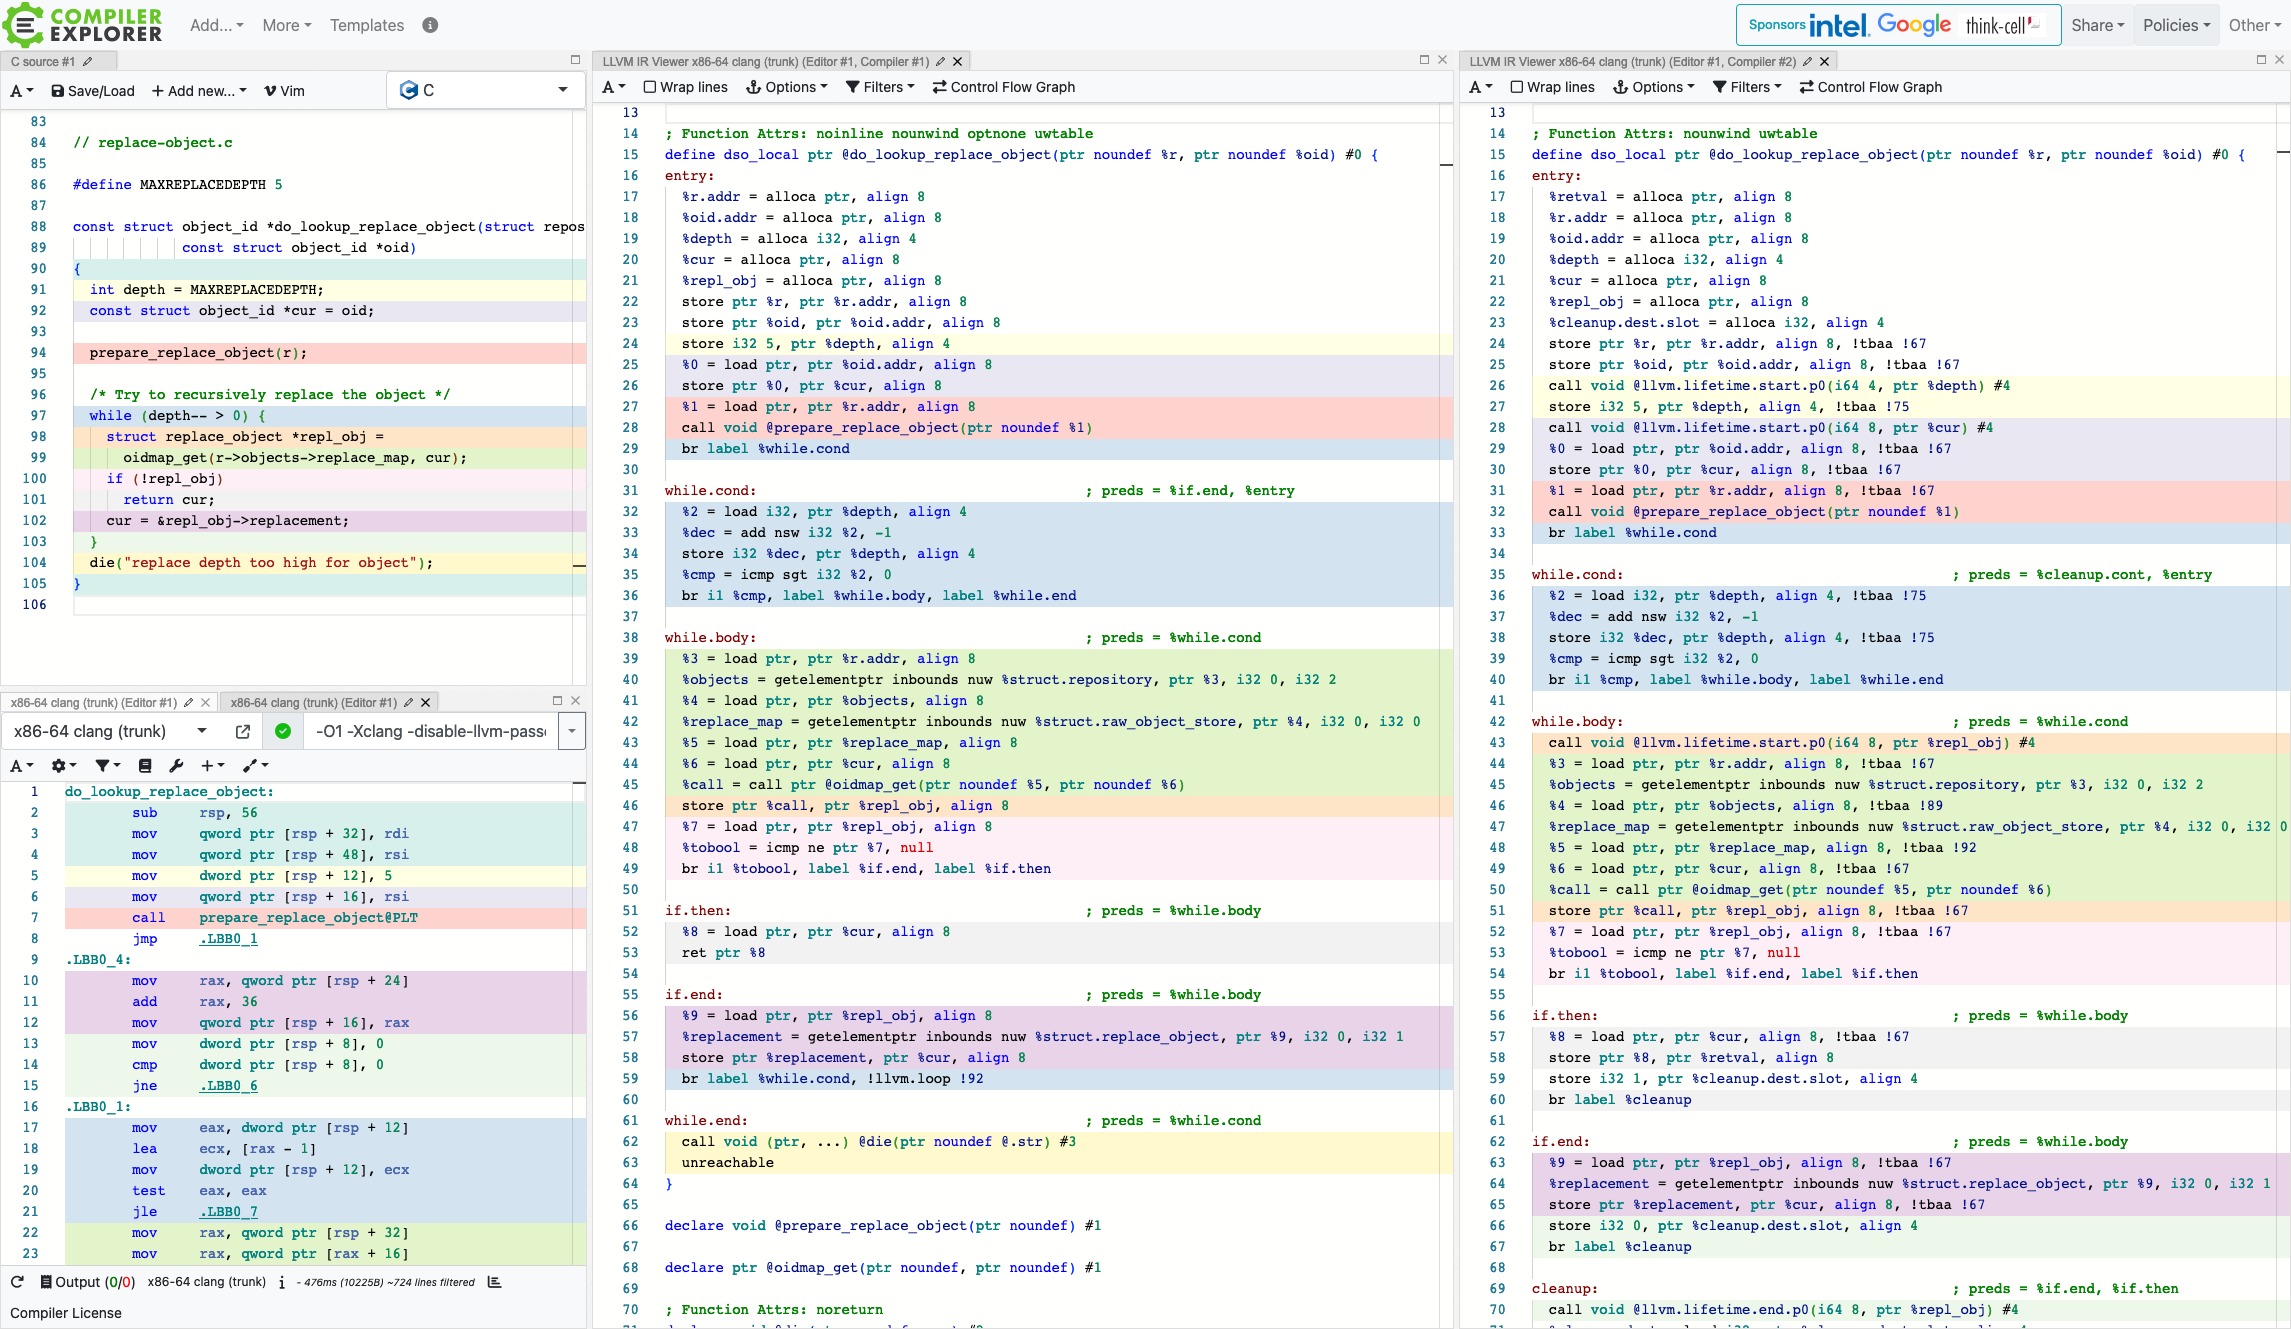 COMPILER EXPLORER
Add...
More
Templates
Sponsors intel. Google think-cell
Share
Policies
Other
C source #1
A
Save/Load
+ Add new...
Vim
C
83
84 // replace-object.c
85
86 #define MAXREPLACEDEPTH 5
87
88 const struct object_id *do_lookup_replace_object(struct repos
89 const struct object_id *oid)
90 {
91 int depth = MAXREPLACEDEPTH;
92 const struct object_id *cur = oid;
93
94 prepare_replace_object(r);
95
96 /* Try to recursively replace the object */
97 while (depth-- > 0) {
98 struct replace_object *repl_obj =
99 oidmap_get(r->objects->replace_map, cur);
100 if (!repl_obj)
101 return cur;
102 cur = &repl_obj->replacement;
103 }
104 die("replace depth too high for object");
105 }
106
x86-64 clang (trunk) (Editor #1)
x86-64 clang (trunk) (Editor #1)
x86-64 clang (trunk)
-O1 -Xclang -disable-llvm-pass
A
1 do_lookup_replace_object:
2 sub rsp, 56
3 mov qword ptr [rsp + 32], rdi
4 mov qword ptr [rsp + 48], rsi
5 mov dword ptr [rsp + 12], 5
6 mov qword ptr [rsp + 16], rsi
7 call prepare_replace_object@PLT
8 jmp .LBB0_1
9 .LBB0_4:
10 mov rax, qword ptr [rsp + 24]
11 add rax, 36
12 mov qword ptr [rsp + 16], rax
13 mov dword ptr [rsp + 8], 0
14 cmp dword ptr [rsp + 8], 0
15 jne .LBB0_6
16 .LBB0_1:
17 mov eax, dword ptr [rsp + 12]
18 lea ecx, [rax - 1]
19 mov dword ptr [rsp + 12], ecx
20 test eax, eax
21 jle .LBB0_7
22 mov rax, qword ptr [rsp + 32]
23 mov rax, qword ptr [rax + 16]
Output (0/0) x86-64 clang (trunk) i - 476ms (10225B) ~724 lines filtered
Compiler License
LLVM IR Viewer x86-64 clang (trunk) (Editor #1, Compiler #1)
A
Wrap lines
Options
Filters
Control Flow Graph
13
14 ; Function Attrs: noinline nounwind optnone uwtable
15 define dso_local ptr @do_lookup_replace_object(ptr noundef %r, ptr noundef %oid) #0 {
16 entry:
17 %r.addr = alloca ptr, align 8
18 %oid.addr = alloca ptr, align 8
19 %depth = alloca i32, align 4
20 %cur = alloca ptr, align 8
21 %repl_obj = alloca ptr, align 8
22 store ptr %r, ptr %r.addr, align 8
23 store ptr %oid, ptr %oid.addr, align 8
24 store i32 5, ptr %depth, align 4
25 %0 = load ptr, ptr %oid.addr, align 8
26 store ptr %0, ptr %cur, align 8
27 %1 = load ptr, ptr %r.addr, align 8
28 call void @prepare_replace_object(ptr noundef %1)
29 br label %while.cond
30
31 while.cond: ; preds = %if.end, %entry
32 %2 = load i32, ptr %depth, align 4
33 %dec = add nsw i32 %2, -1
34 store i32 %dec, ptr %depth, align 4
35 %cmp = icmp sgt i32 %2, 0
36 br i1 %cmp, label %while.body, label %while.end
37
38 while.body: ; preds = %while.cond
39 %3 = load ptr, ptr %r.addr, align 8
40 %objects = getelementptr inbounds nuw %struct.repository, ptr %3, i32 0, i32 2
41 %4 = load ptr, ptr %objects, align 8
42 %replace_map = getelementptr inbounds nuw %struct.raw_object_store, ptr %4, i32 0, i32 0
43 %5 = load ptr, ptr %replace_map, align 8
44 %6 = load ptr, ptr %cur, align 8
45 %call = call ptr @oidmap_get(ptr noundef %5, ptr noundef %6)
46 store ptr %call, ptr %repl_obj, align 8
47 %7 = load ptr, ptr %repl_obj, align 8
48 %tobool = icmp ne ptr %7, null
49 br i1 %tobool, label %if.end, label %if.then
50
51 if.then: ; preds = %while.body
52 %8 = load ptr, ptr %cur, align 8
53 ret ptr %8
54
55 if.end: ; preds = %while.body
56 %9 = load ptr, ptr %repl_obj, align 8
57 %replacement = getelementptr inbounds nuw %struct.replace_object, ptr %9, i32 0, i32 1
58 store ptr %replacement, ptr %cur, align 8
59 br label %while.cond, !llvm.loop !92
60
61 while.end: ; preds = %while.cond
62 call void (ptr, ...) @die(ptr noundef @.str) #3
63 unreachable
64 }
65
66 declare void @prepare_replace_object(ptr noundef) #1
67
68 declare ptr @oidmap_get(ptr noundef, ptr noundef) #1
69
70 ; Function Attrs: noreturn
LLVM IR Viewer x86-64 clang (trunk) (Editor #1, Compiler #2)
A
Wrap lines
Options
Filters
Control Flow Graph
13
14 ; Function Attrs: nounwind uwtable
15 define dso_local ptr @do_lookup_replace_object(ptr noundef %r, ptr noundef %oid) #0 {
16 entry:
17 %retval = alloca ptr, align 8
18 %r.addr = alloca ptr, align 8
19 %oid.addr = alloca ptr, align 8
20 %depth = alloca i32, align 4
21 %cur = alloca ptr, align 8
22 %repl_obj = alloca ptr, align 8
23 %cleanup.dest.slot = alloca i32, align 4
24 store ptr %r, ptr %r.addr, align 8, !tbaa !67
25 store ptr %oid, ptr %oid.addr, align 8, !tbaa !67
26 call void @llvm.lifetime.start.p0(i64 4, ptr %depth) #4
27 store i32 5, ptr %depth, align 4, !tbaa !75
28 call void @llvm.lifetime.start.p0(i64 8, ptr %cur) #4
29 %0 = load ptr, ptr %oid.addr, align 8, !tbaa !67
30 store ptr %0, ptr %cur, align 8, !tbaa !67
31 %1 = load ptr, ptr %r.addr, align 8, !tbaa !67
32 call void @prepare_replace_object(ptr noundef %1)
33 br label %while.cond
34
35 while.cond: ; preds = %cleanup.cont, %entry
36 %2 = load i32, ptr %depth, align 4, !tbaa !75
37 %dec = add nsw i32 %2, -1
38 store i32 %dec, ptr %depth, align 4, !tbaa !75
39 %cmp = icmp sgt i32 %2, 0
40 br i1 %cmp, label %while.body, label %while.end
41
42 while.body: ; preds = %while.cond
43 call void @llvm.lifetime.start.p0(i64 8, ptr %repl_obj) #4
44 %3 = load ptr, ptr %r.addr, align 8, !tbaa !67
45 %objects = getelementptr inbounds nuw %struct.repository, ptr %3, i32 0, i32 2
46 %4 = load ptr, ptr %objects, align 8, !tbaa !89
47 %replace_map = getelementptr inbounds nuw %struct.raw_object_store, ptr %4, i32 0, i32 0
48 %5 = load ptr, ptr %replace_map, align 8, !tbaa !92
49 %6 = load ptr, ptr %cur, align 8, !tbaa !67
50 %call = call ptr @oidmap_get(ptr noundef %5, ptr noundef %6)
51 store ptr %call, ptr %repl_obj, align 8, !tbaa !67
52 %7 = load ptr, ptr %repl_obj, align 8, !tbaa !67
53 %tobool = icmp ne ptr %7, null
54 br i1 %tobool, label %if.end, label %if.then
55
56 if.then: ; preds = %while.body
57 %8 = load ptr, ptr %cur, align 8, !tbaa !67
58 store ptr %8, ptr %retval, align 8
59 store i32 1, ptr %cleanup.dest.slot, align 4
60 br label %cleanup
61
62 if.end: ; preds = %while.body
63 %9 = load ptr, ptr %repl_obj, align 8, !tbaa !67
64 %replacement = getelementptr inbounds nuw %struct.replace_object, ptr %9, i32 0, i32 1
65 store ptr %replacement, ptr %cur, align 8, !tbaa !67
66 store i32 0, ptr %cleanup.dest.slot, align 4
67 br label %cleanup
68
69 cleanup: ; preds = %if.end, %if.then
70 call void @llvm.lifetime.end.p0(i64 8, ptr %repl_obj) #4